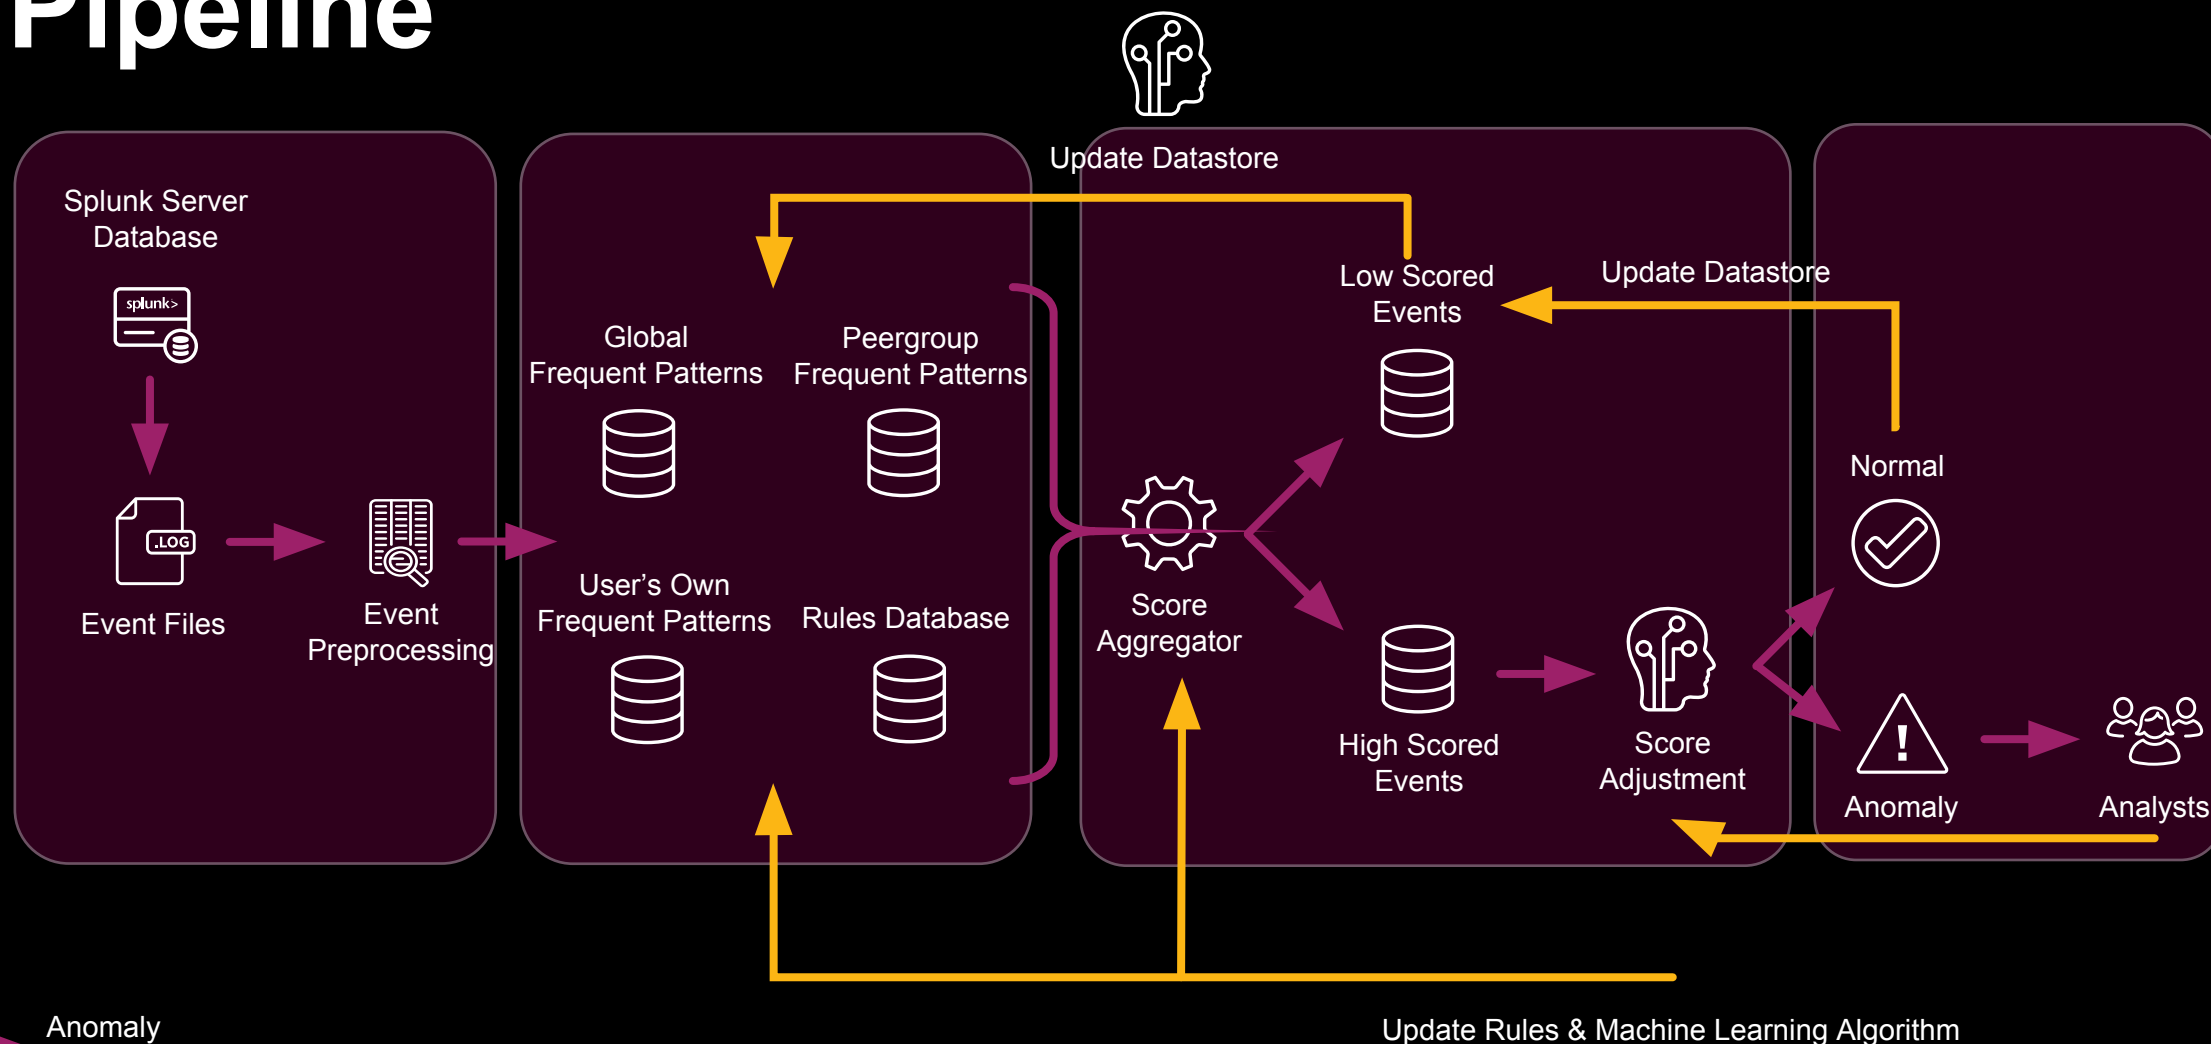 Pipeline
Update Datastore
Splunk Server
Database
splunk>
.LOG
Event Files
Event
Preprocessing
Global
Frequent Patterns
Peergroup
Frequent Patterns
User’s Own
Frequent Patterns
Rules Database
Score
Aggregator
Low Scored
Events
Update Datastore
High Scored
Events
Score
Adjustment
Normal
!
Anomaly
Analysts
Anomaly
Update Rules & Machine Learning Algorithm